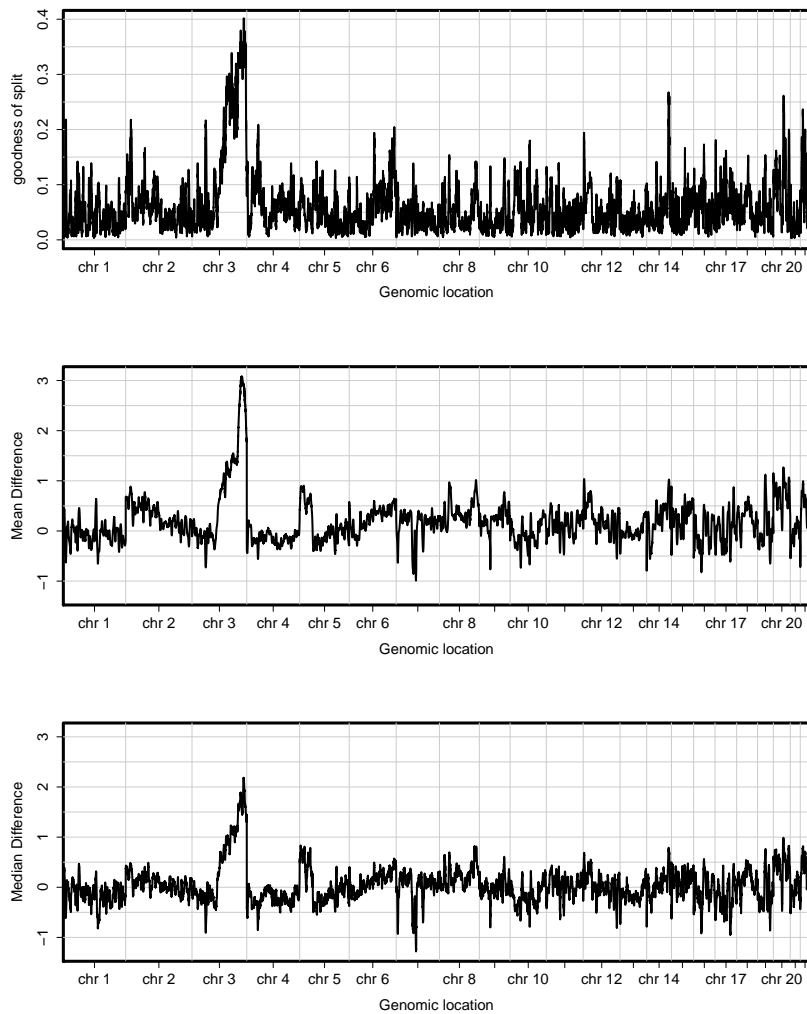 goodness of split
0.4
0.3
0.2
0.1
0.0
chr 1 chr 2 chr 3 chr 4 chr 5 chr 6 chr 8 chr 10 chr 12 chr 14 chr 17 chr 20
Genomic location
Mean Difference
3
2
1
0
−1
chr 1 chr 2 chr 3 chr 4 chr 5 chr 6 chr 8 chr 10 chr 12 chr 14 chr 17 chr 20
Genomic location
Median Difference
3
2
1
0
−1
chr 1 chr 2 chr 3 chr 4 chr 5 chr 6 chr 8 chr 10 chr 12 chr 14 chr 17 chr 20
Genomic location